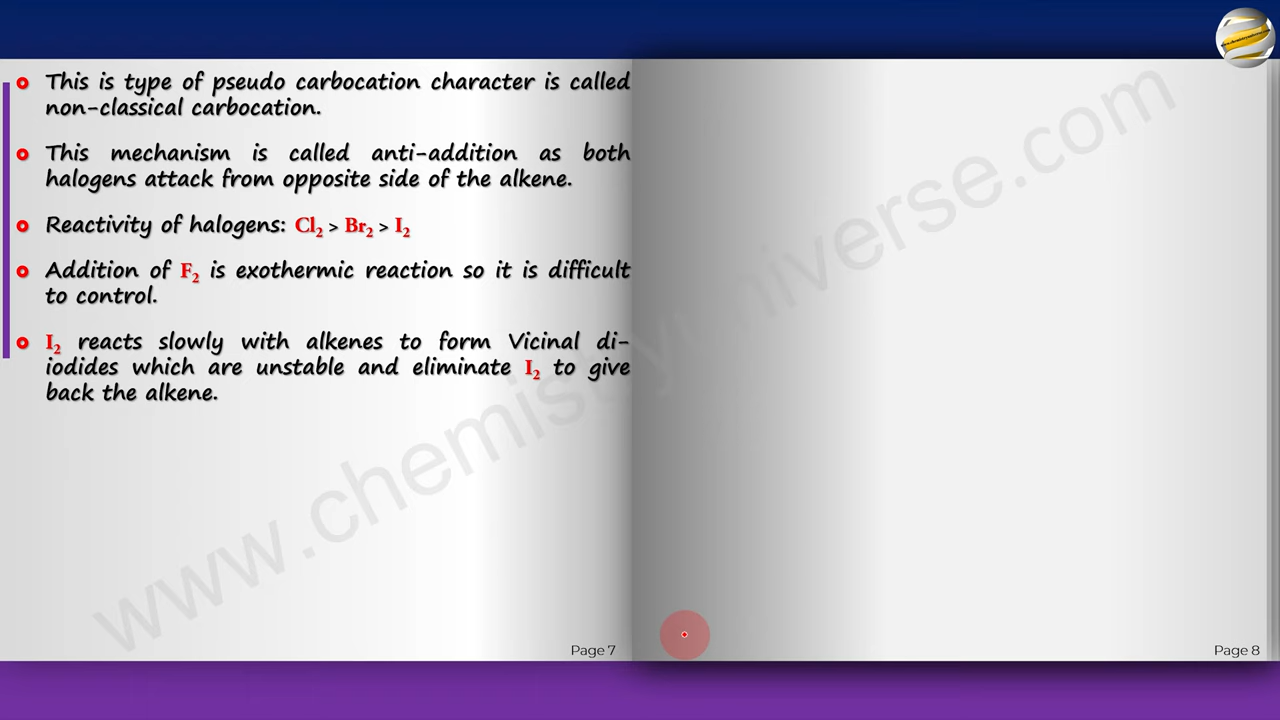 This is type of pseudo carbocation character is called
non-classical carbocation.
This mechanism is called anti-addition as both
halogens attack from opposite side of the alkene.
Reactivity of halogens: Cl₂ > Br₂ > I₂
Addition of F₂ is exothermic reaction so it is difficult
to control.
I₂ reacts slowly with alkenes to form Vicinal di-
iodides which are unstable and eliminate I₂ to give
back the alkene.
www.chemistryuniverse.com
Page 7
Page 8